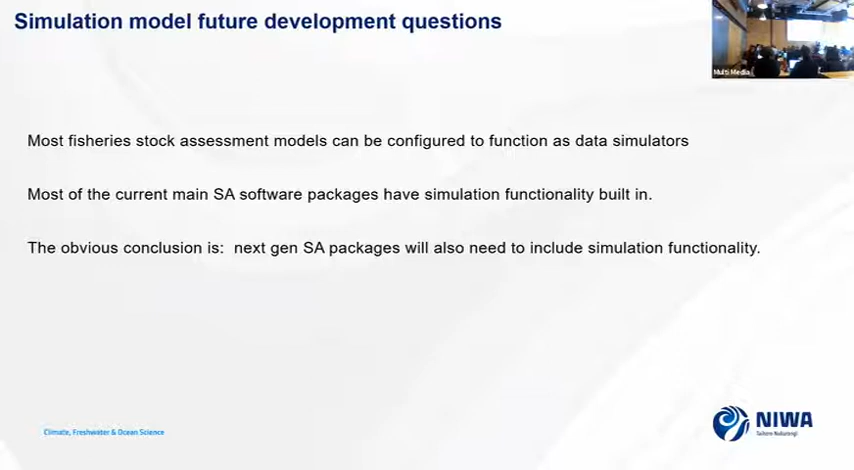 Simulation model future development questions
Multi Media
Most fisheries stock assessment models can be configured to function as data simulators
Most of the current main SA software packages have simulation functionality built in.
The obvious conclusion is:  next gen SA packages will also need to include simulation functionality.
Climate, Freshwater & Ocean Science
NIWA
Taihoro Nukurangi